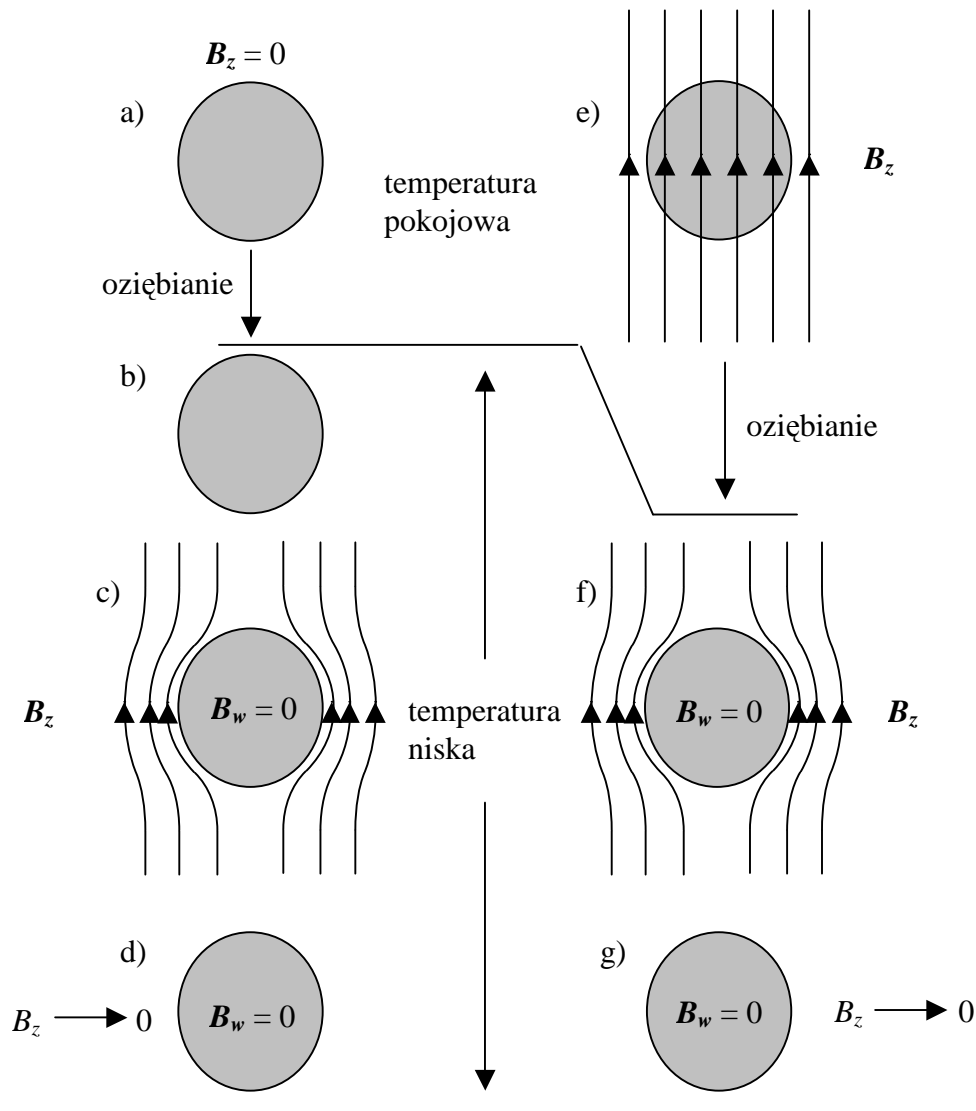 B_z = 0
a)
e)
B_z
temperatura
pokojowa
oziębianie
b)
oziębianie
c)
f)
B_z
B_w = 0
temperatura
niska
B_w = 0
B_z
d)
g)
B_z 0
B_w = 0
B_w = 0
B_z 0